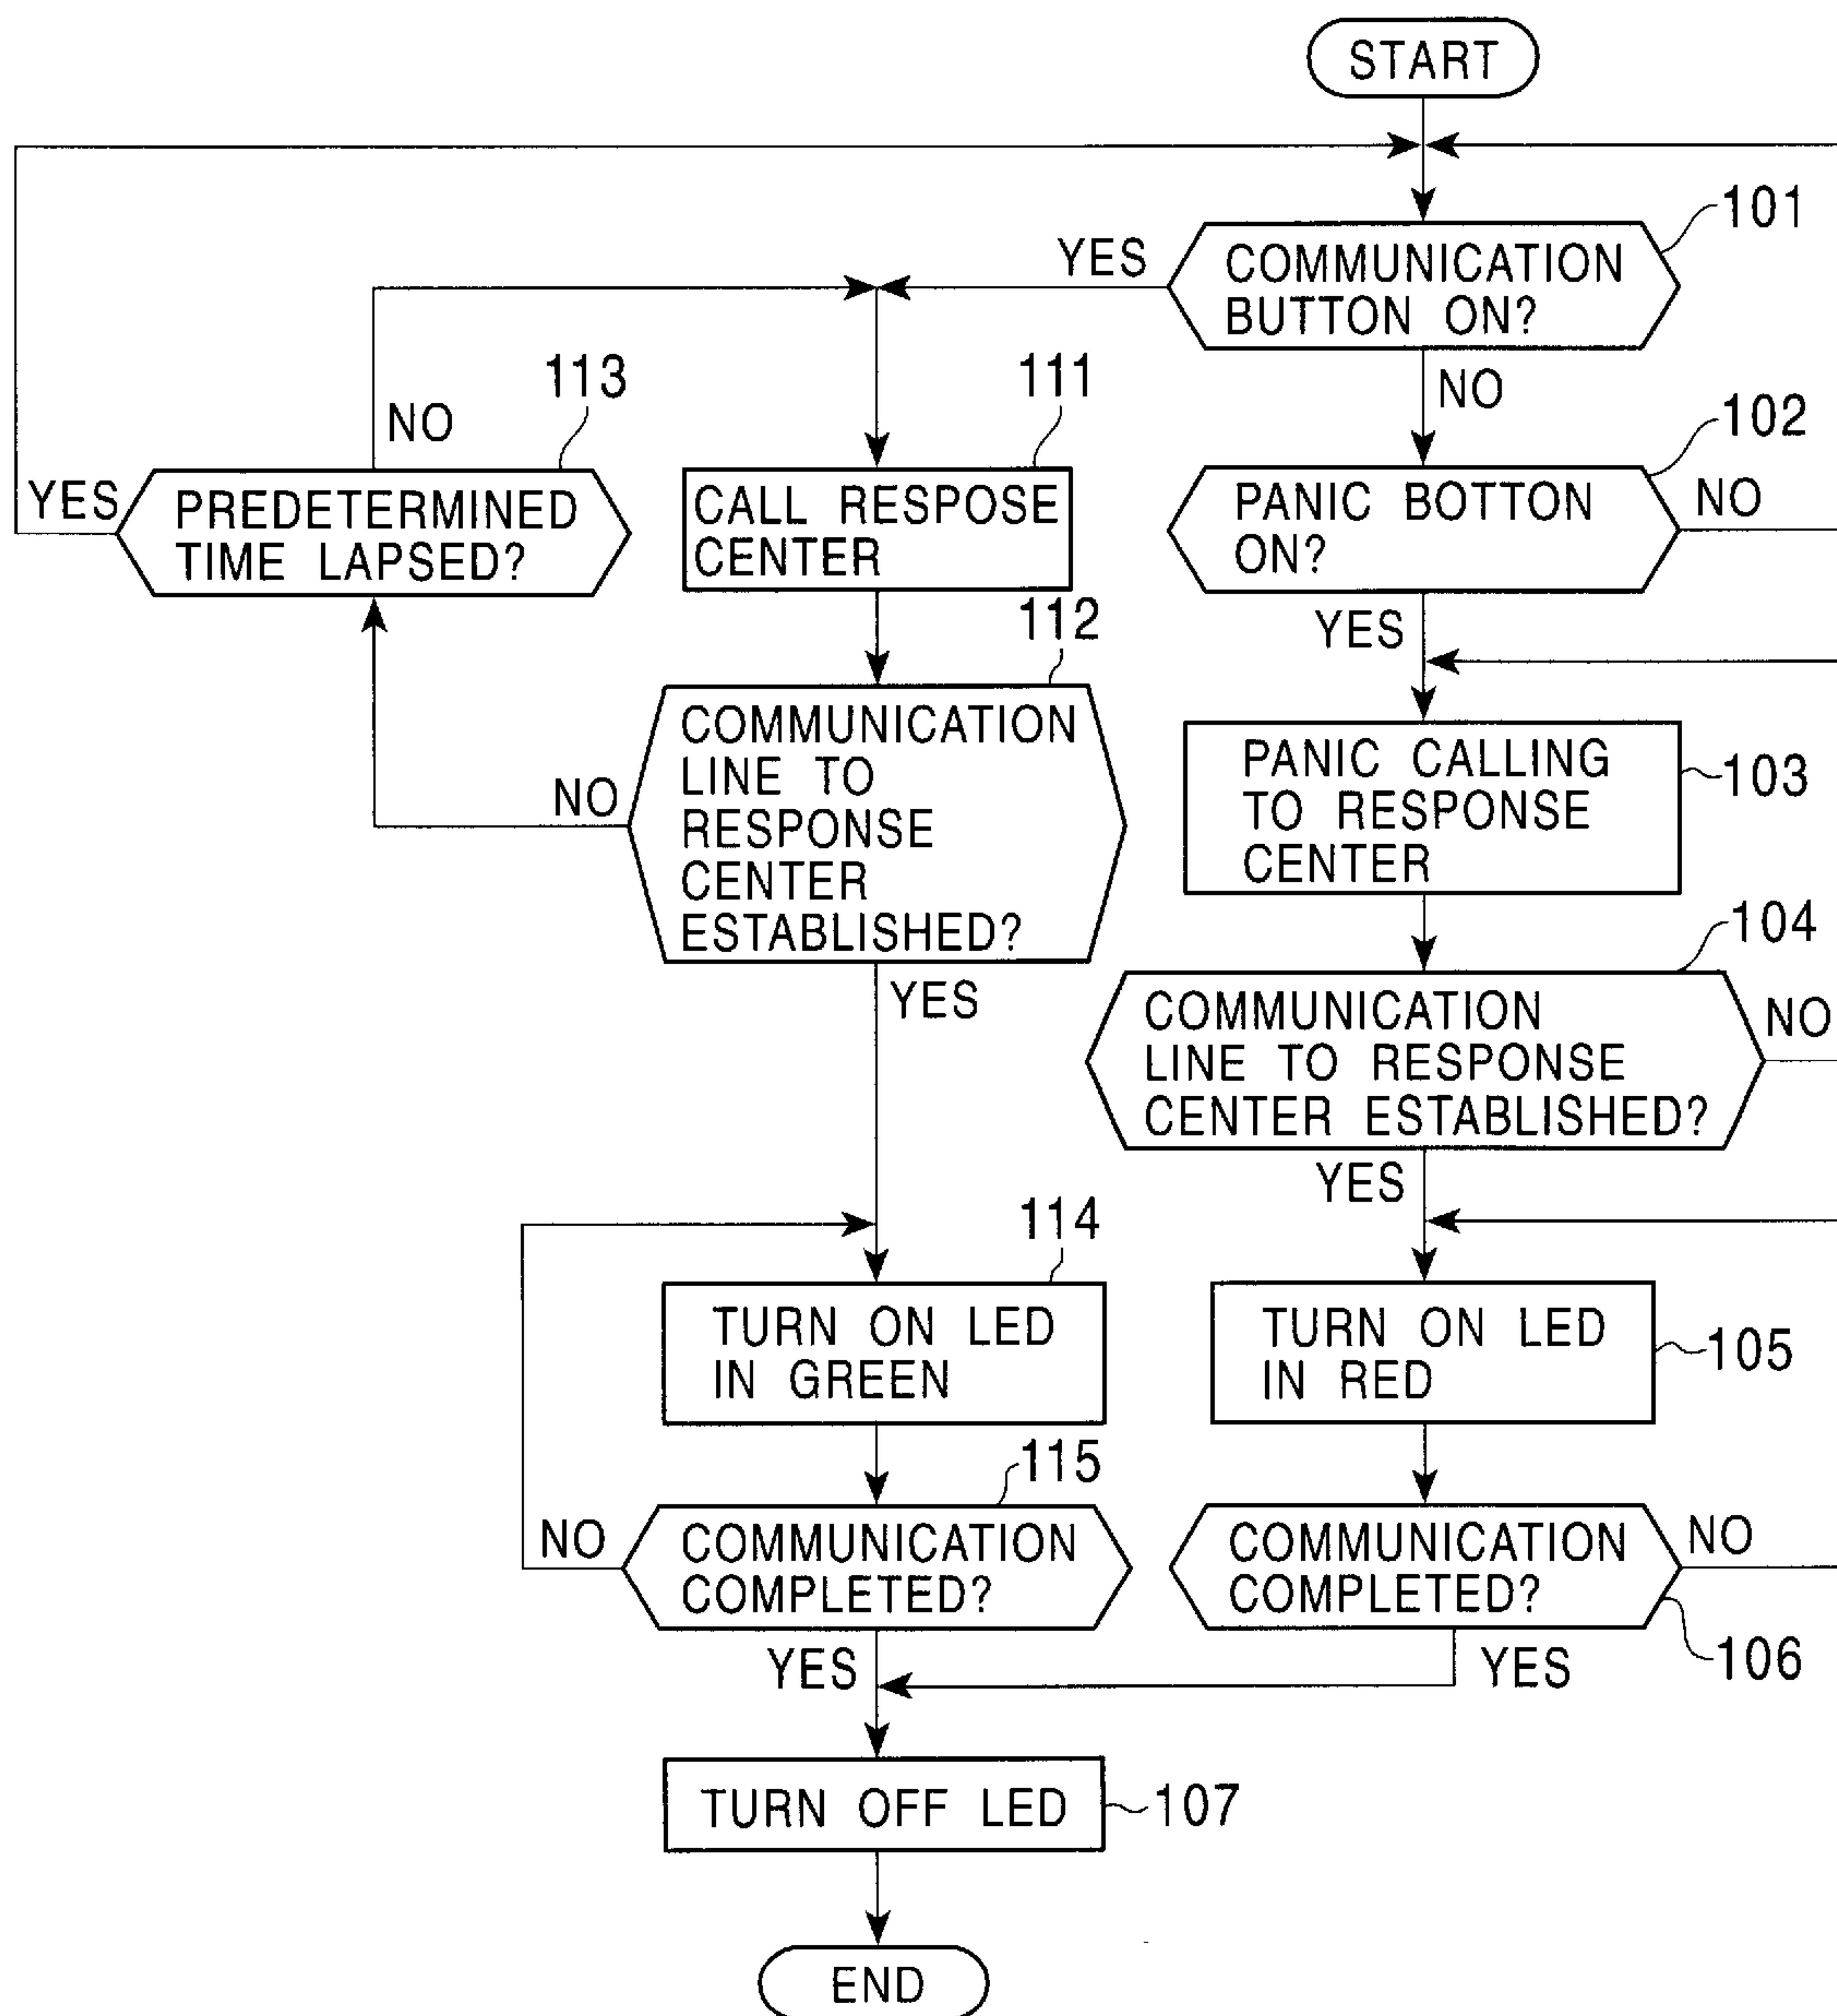 START
101
YES
COMMUNICATION
BUTTON ON?
NO
113
111
102
NO
YES
PREDETERMINED
TIME LAPSED?
CALL RESPOSE
CENTER
PANIC BOTTON
ON?
NO
112
YES
COMMUNICATION
LINE TO
RESPONSE
CENTER
ESTABLISHED?
NO
PANIC CALLING
TO RESPONSE
CENTER
103
104
YES
COMMUNICATION
LINE TO RESPONSE
CENTER ESTABLISHED?
NO
YES
114
TURN ON LED
IN GREEN
TURN ON LED
IN RED
105
115
NO
COMMUNICATION
COMPLETED?
COMMUNICATION
COMPLETED?
NO
106
YES
YES
TURN OFF LED
107
END